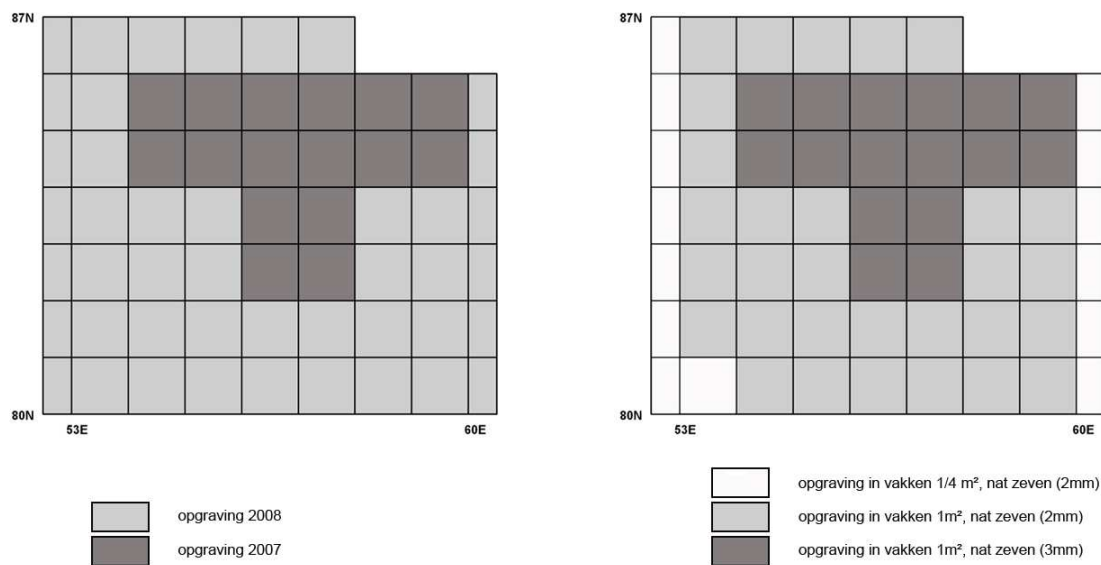 87N
80N
53E
60E
opgraving 2008
opgraving 2007
87N
80N
53E
60E
opgraving in vakken 1/4 m², nat zeven (2mm)
opgraving in vakken 1m², nat zeven (2mm)
opgraving in vakken 1m², nat zeven (3mm)